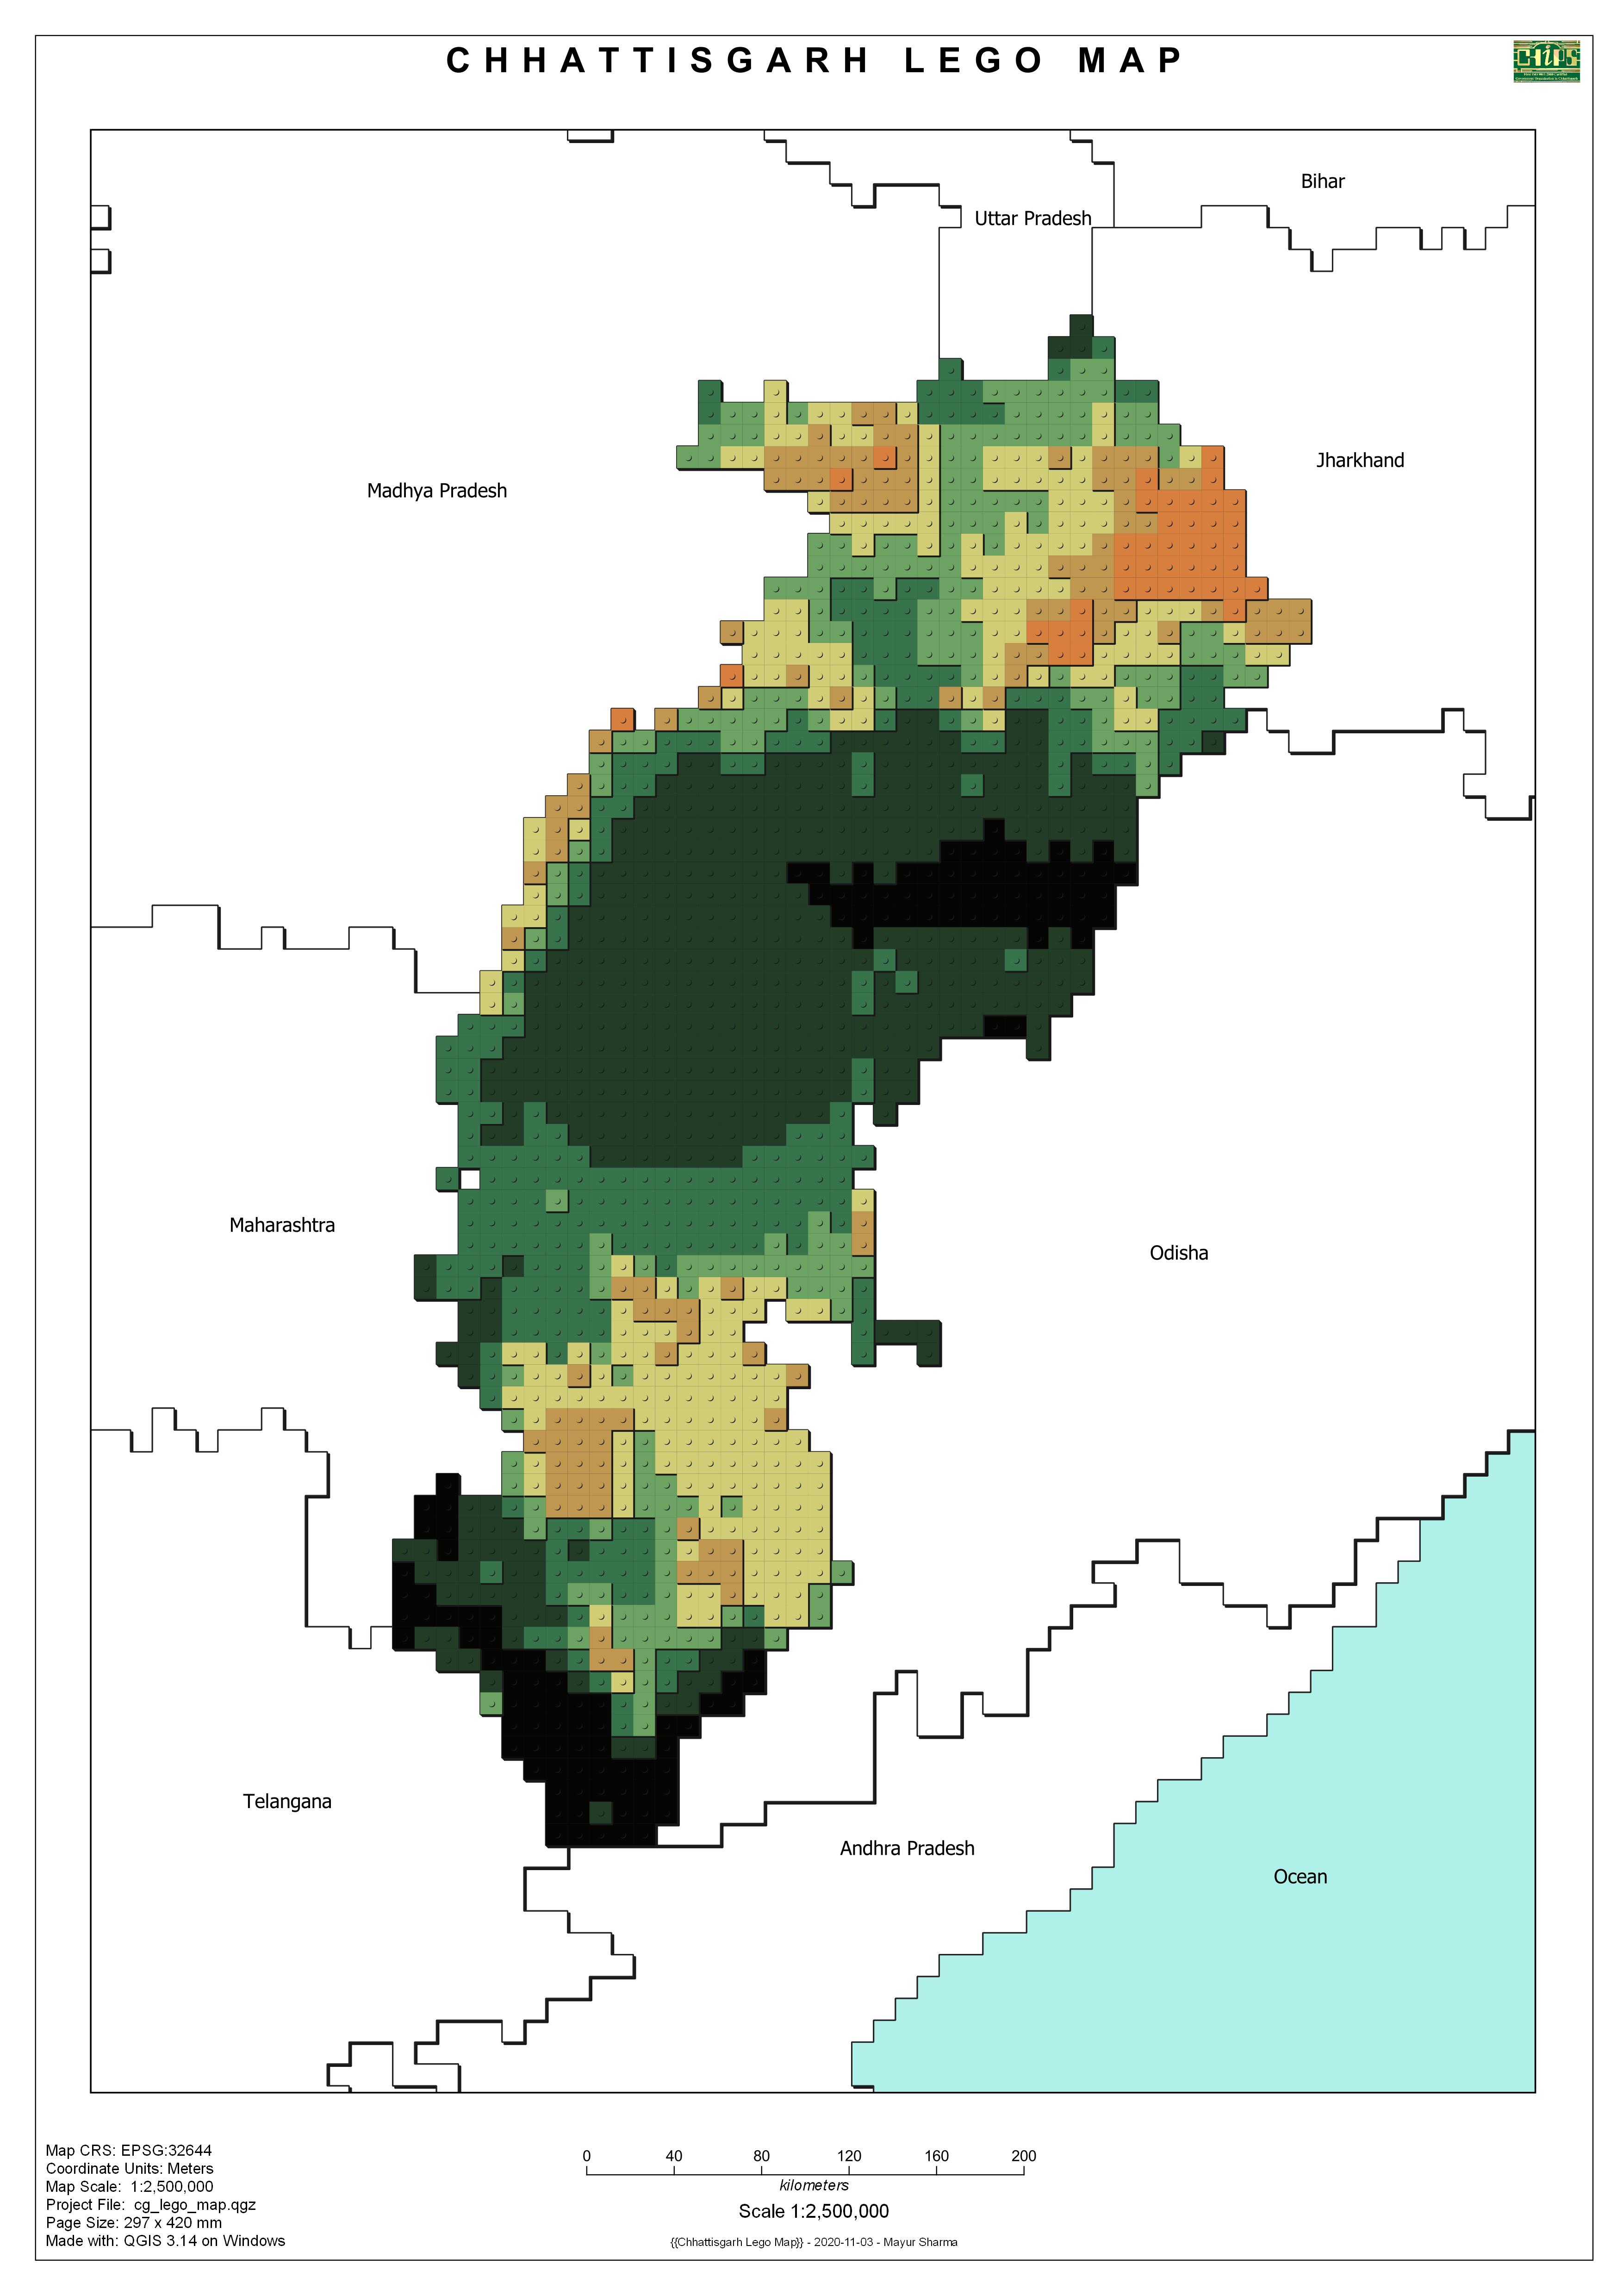 CHHATTISGARH LEGO MAP
CHiPS
Bihar
Uttar Pradesh
Jharkhand
Madhya Pradesh
Maharashtra
Odisha
Telangana
Andhra Pradesh
Ocean
Map CRS: EPSG:32644
Coordinate Units: Meters
Map Scale: 1:2,500,000
Project File: cg_lego_map.qgz
Page Size: 297 x 420 mm
Made with: QGIS 3.14 on Windows
0 40 80 120 160 200
kilometers
Scale 1:2,500,000
{{Chhattisgarh Lego Map}} - 2020-11-03 - Mayur Sharma